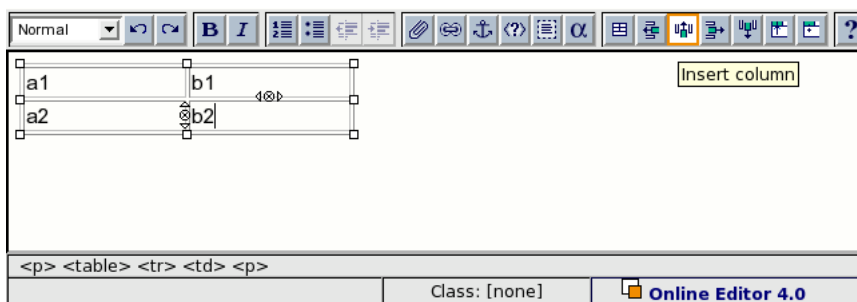 Normal B I <?> α ?
Insert column
a1 b1
a2 b2
<p> <table> <tr> <td> <p>
Class: [none] Online Editor 4.0